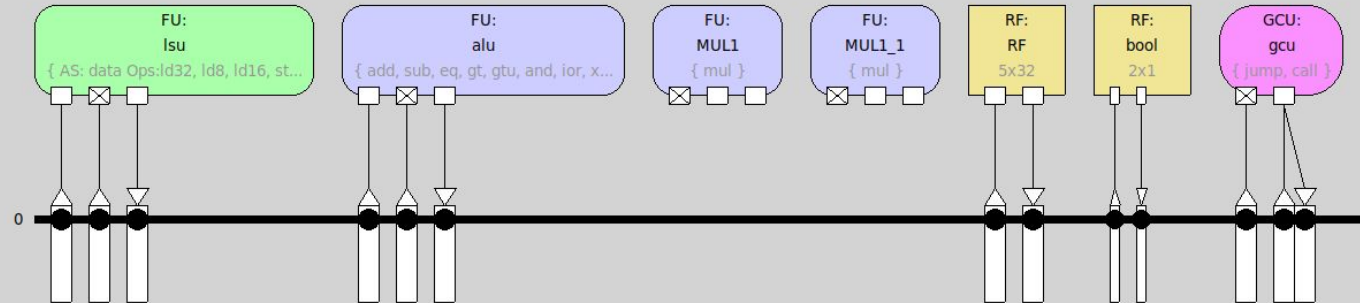 FU:
lsu
{ AS: data Ops:ld32, ld8, ld16, st...
FU:
alu
{ add, sub, eq, gt, gtu, and, ior, x...
FU:
MUL1
{ mul }
FU:
MUL1_1
{ mul }
RF:
RF
5x32
RF:
bool
2x1
GCU:
gcu
{ jump, call }
0